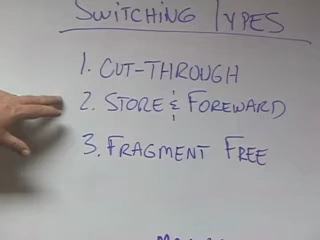 SWITCHING TYPES
1. CUT-THROUGH
2. STORE & FOREWARD
3. FRAGMENT FREE